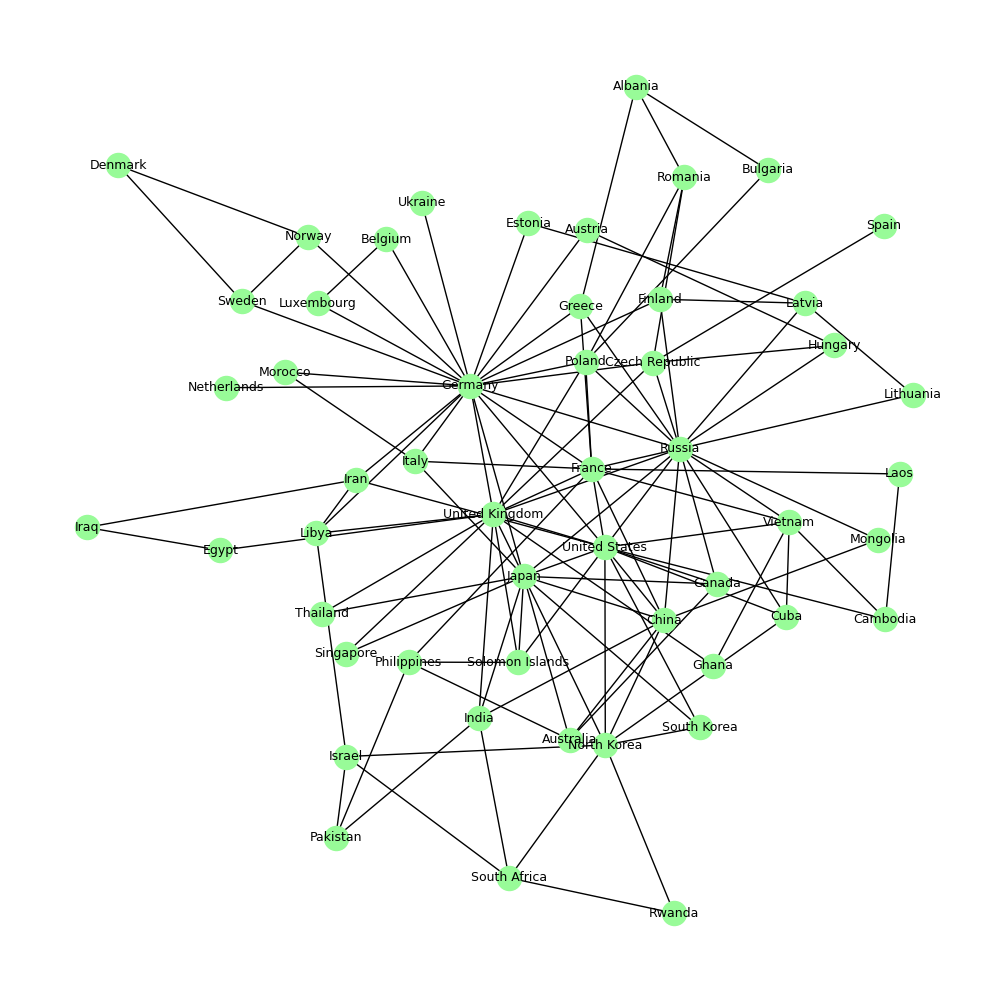 Albania
Denmark
Bulgaria
Romania
Ukraine
Estonia
Spain
Austria
Norway
Belgium
Sweden
Luxembourg
Finland
Latvia
Greece
Hungary
Poland
Czech Republic
Morocco
Netherlands
Germany
Lithuania
Russia
Italy
France
Laos
Iran
United Kingdom
Vietnam
Iraq
Libya
Mongolia
Egypt
United States
Japan
Canada
Thailand
Cuba
China
Cambodia
Singapore
Philippines
Solomon Islands
Ghana
India
South Korea
Australia
North Korea
Israel
Pakistan
South Africa
Rwanda